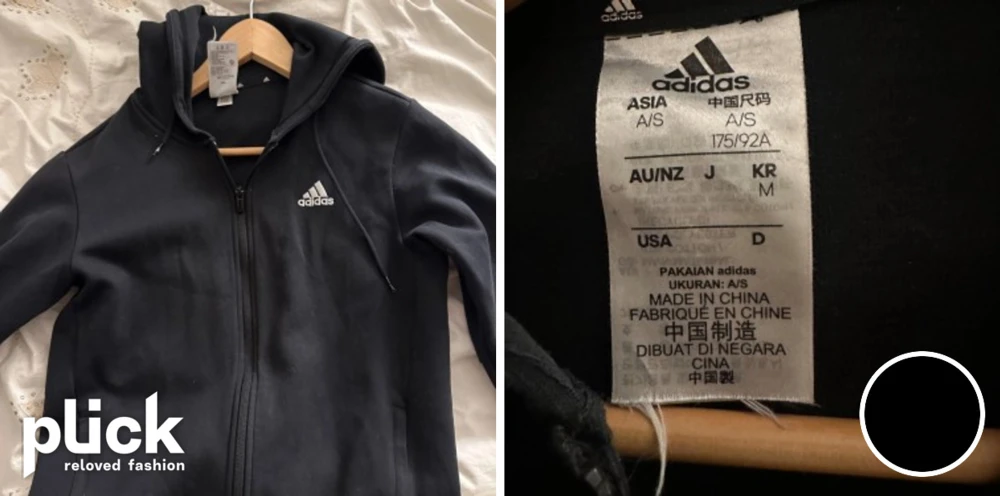 adidas
plick
reloved fashion
adidas
adidas
ASIA 中国尺码
A/S A/S
175/92A
AU/NZ J KR
M
USA D
PAKAIAN adidas
UKURAN: A/S
MADE IN CHINA
FABRIQUÉ EN CHINE
中国制造
DIBUAT DI NEGARA
CINA
中国製